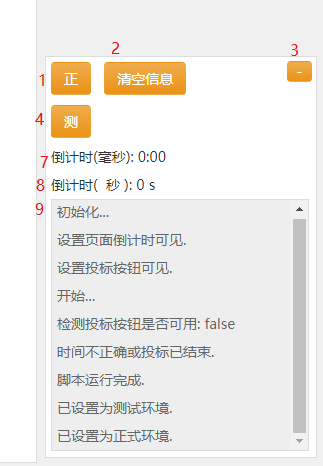 2
3
1 正 清空信息 -
4 测
7 倒计时(毫秒): 0:00
8 倒计时( 秒 ): 0 s
9 初始化...
设置页面倒计时可见.
设置投标按钮可见.
开始...
检测投标按钮是否可用: false
时间不正确或投标已结束.
脚本运行完成.
已设置为测试环境.
已设置为正式环境.